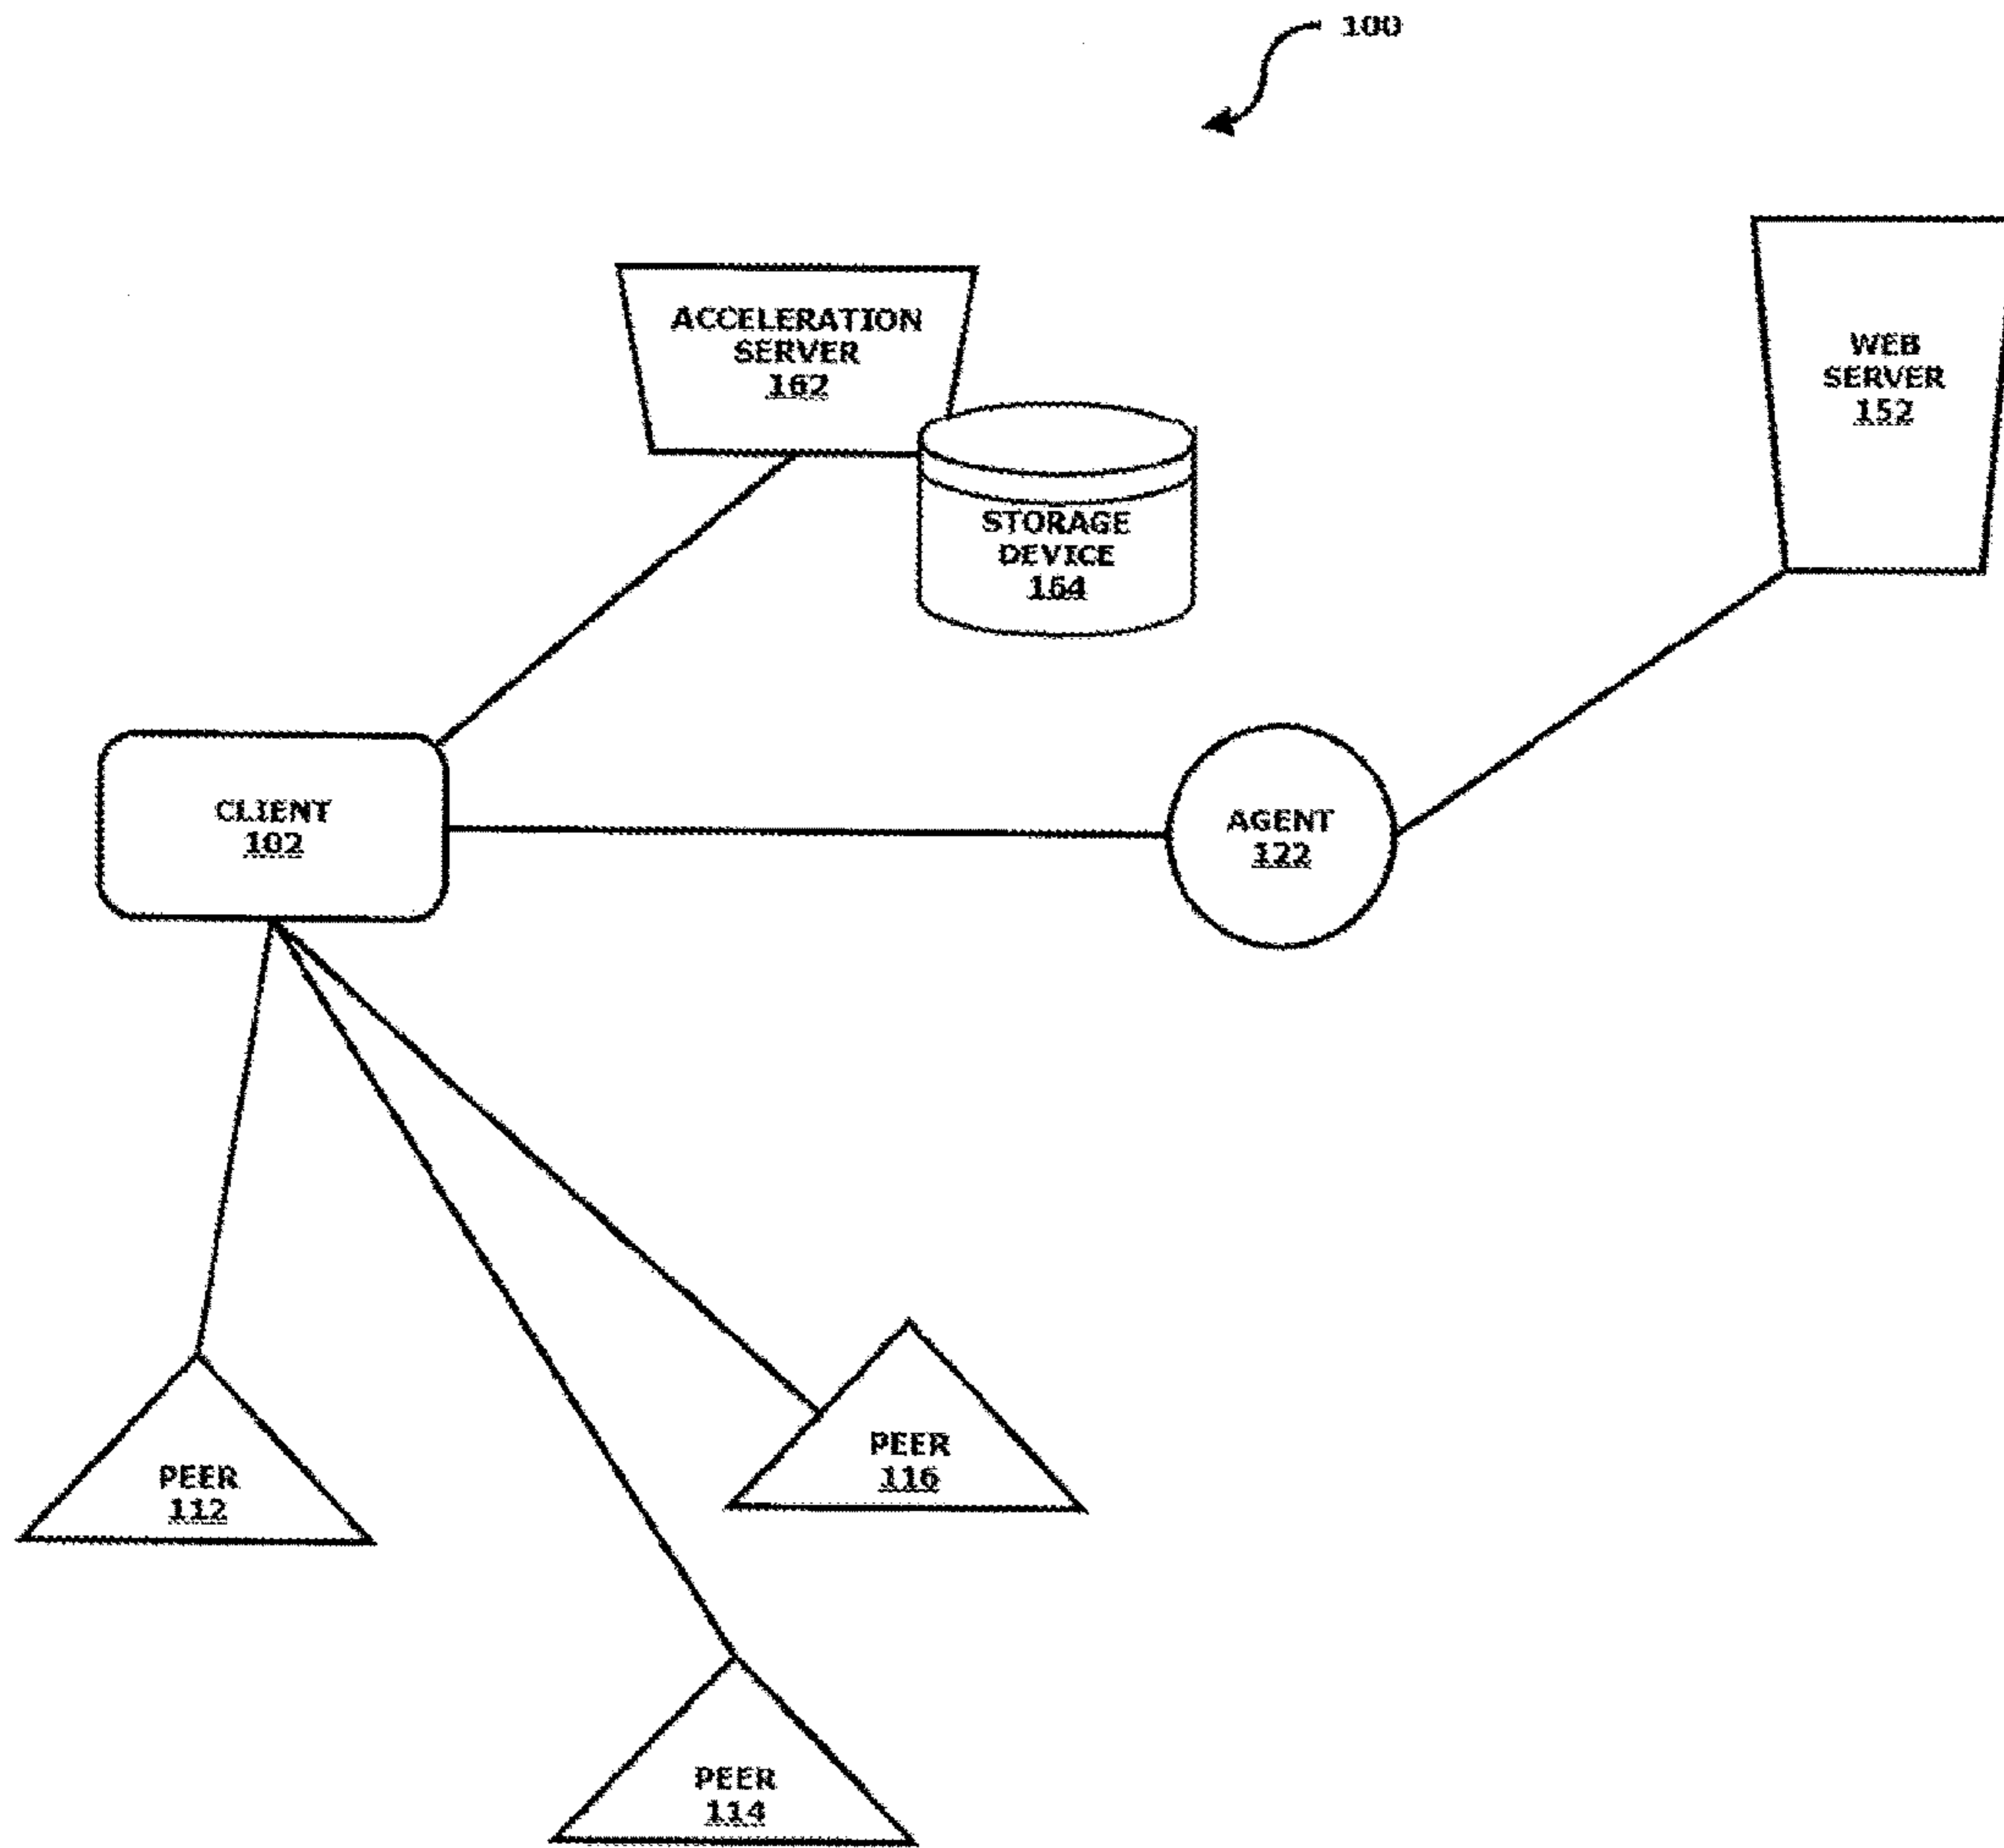 100
ACCELERATION
SERVER
162
WEB
SERVER
152
STORAGE
DEVICE
164
CLIENT
102
AGENT
122
PEER
116
PEER
112
PEER
114